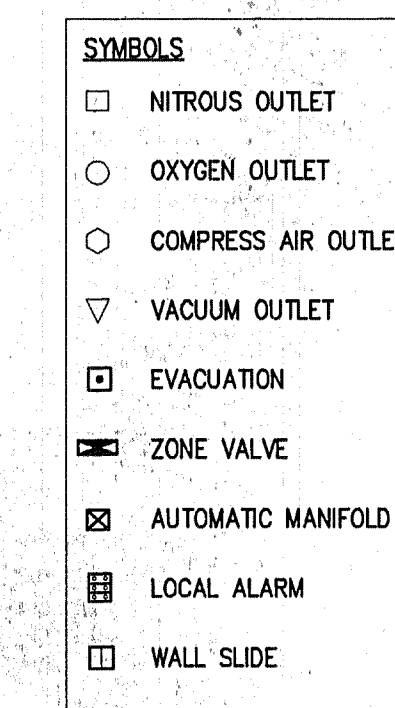 SYMBOLS
NITROUS OUTLET
OXYGEN OUTLET
COMPRESS AIR OUTLE
VACUUM OUTLET
EVACUATION
ZONE VALVE
AUTOMATIC MANIFOLD
LOCAL ALARM
WALL SLIDE